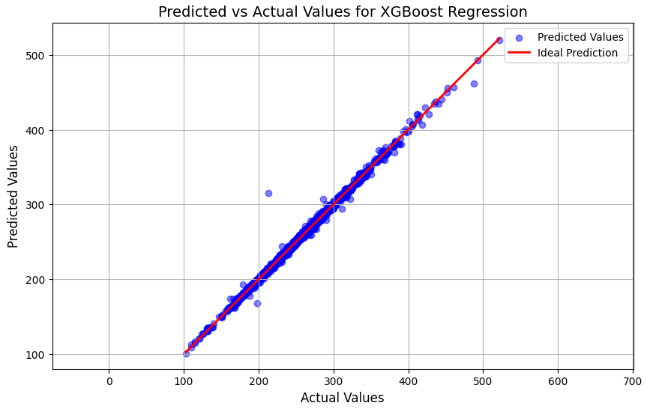 Predicted vs Actual Values for XGBoost Regression
Predicted Values
Ideal Prediction
Predicted Values
500
400
300
200
100
0 100 200 300 400 500 600 700
Actual Values